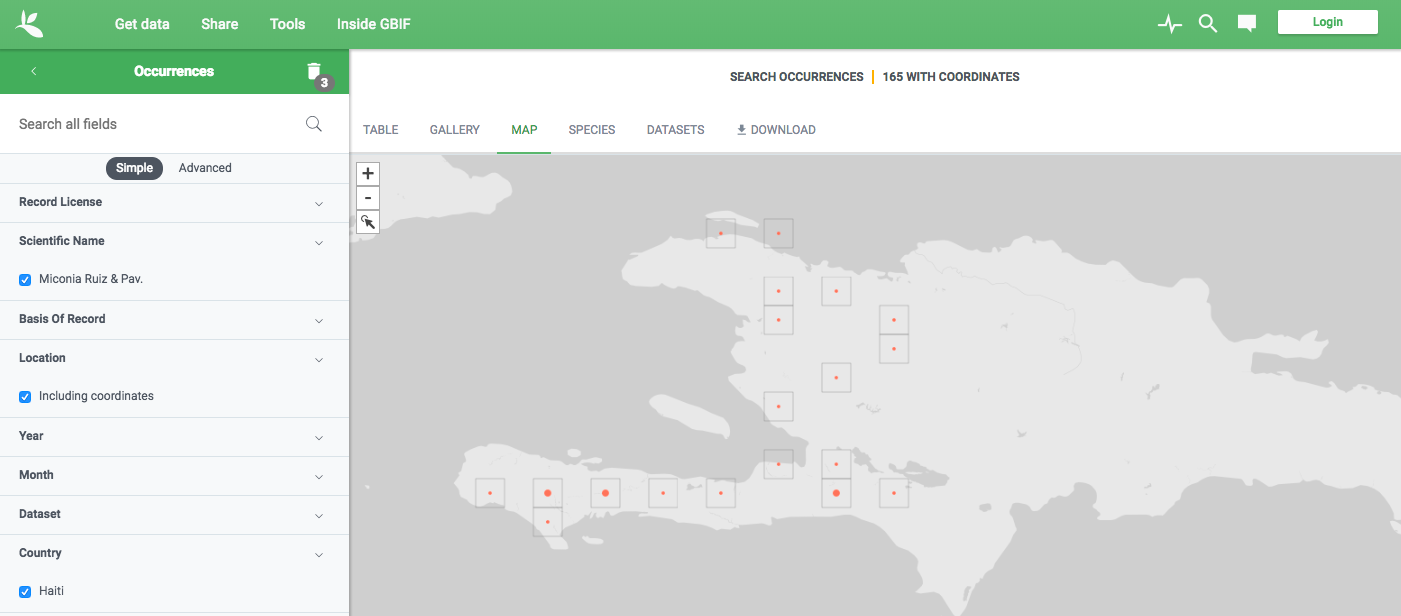 Get data Share Tools Inside GBIF Login
Occurrences 3
SEARCH OCCURRENCES 165 WITH COORDINATES
Search all fields
TABLE GALLERY MAP SPECIES DATASETS DOWNLOAD
Simple Advanced
+
-
Record License
Scientific Name
Miconia Ruiz & Pav.
Basis Of Record
Location
Including coordinates
Year
Month
Dataset
Country
Haiti